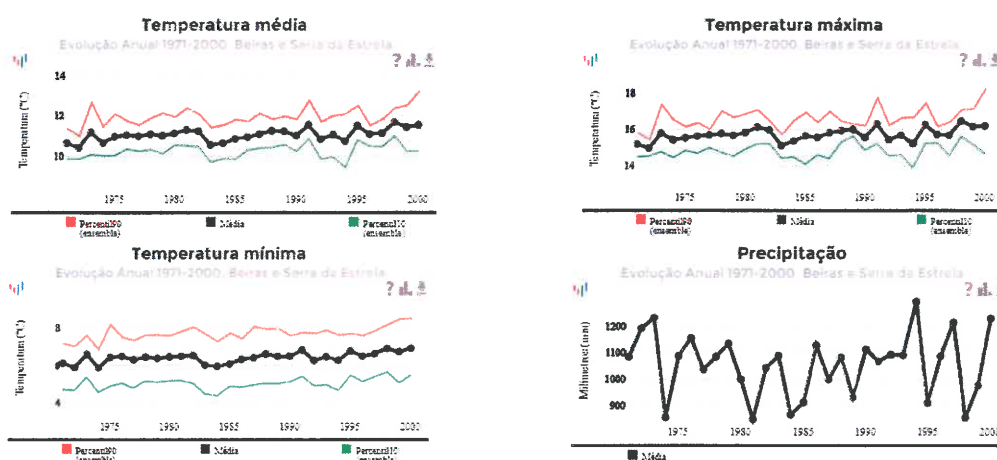 Temperatura média
Evolução Anual 1971-2000. Beiras e Serra da Estrela
?
Temperatura (°C)
14
12
10
1975
1980
1985
1990
1995
2000
Percentil90
(ensemble)
Média
Percentil10
(ensemble)
Temperatura máxima
Evolução Anual 1971-2000. Beiras e Serra da Estrela
?
Temperatura (°C)
18
16
14
1975
1980
1985
1990
1995
2000
Percentil90
(ensemble)
Média
Percentil10
(ensemble)
Temperatura mínima
Evolução Anual 1971-2000. Beiras e Serra da Estrela
?
Temperatura (°C)
8
6
4
1975
1980
1985
1990
1995
2000
Percentil90
(ensemble)
Média
Percentil10
(ensemble)
Precipitação
Evolução Anual 1971-2000. Beiras e Serra da Estrela
?
Milímetros (mm)
1200
1100
1000
900
1975
1980
1985
1990
1995
2000
Média